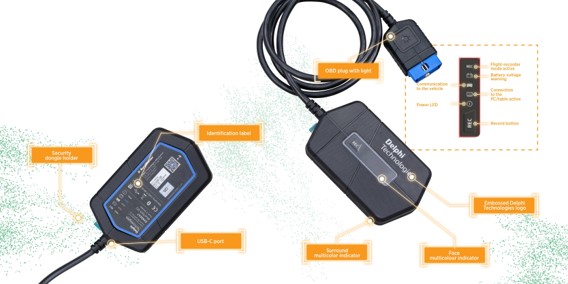 OBD plug with light
REC
Flight recorder
mode active
Battery voltage
warning
Communication
to the vehicle
Connection
to the
PC/table active
Power LED
REC
Record button
Identification label
Security
dongle holder
Delphi
Technologies
Embossed Delphi
Technologies logo
USB-C port
Surround
multicolor indicator
Face
multicolour indicator